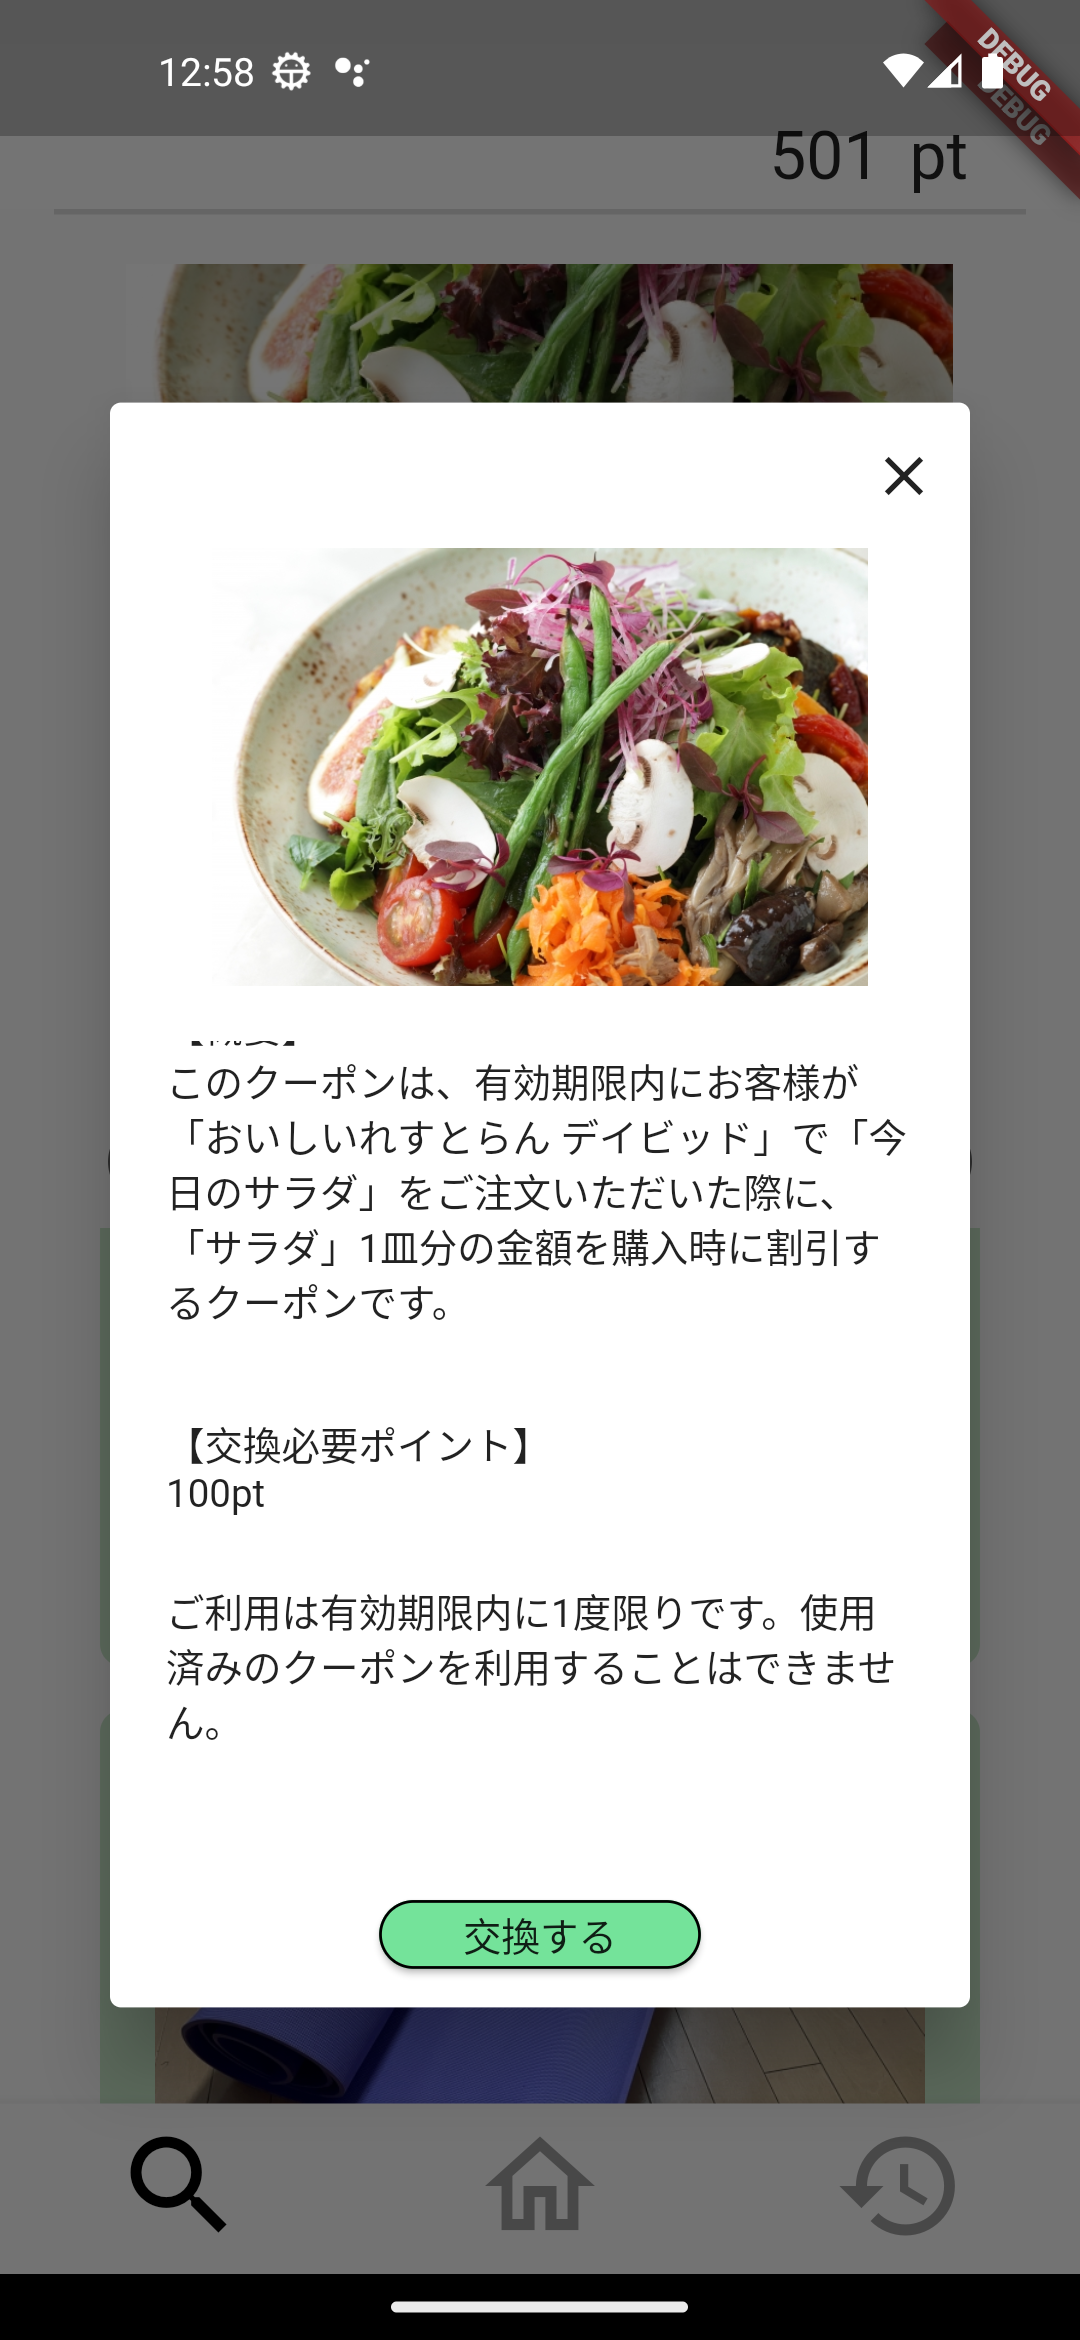 12:58
DEBUG
DEBUG
501 pt
このクーポンは、有効期限内にお客様が
「おいしいれすとらん デイビッド」で「今
日のサラダ」をご注文いただいた際に、
「サラダ」1皿分の金額を購入時に割引す
るクーポンです。
【交換必要ポイント】
100pt
ご利用は有効期限内に1度限りです。使用
済みのクーポンを利用することはできませ
ん。
交換する